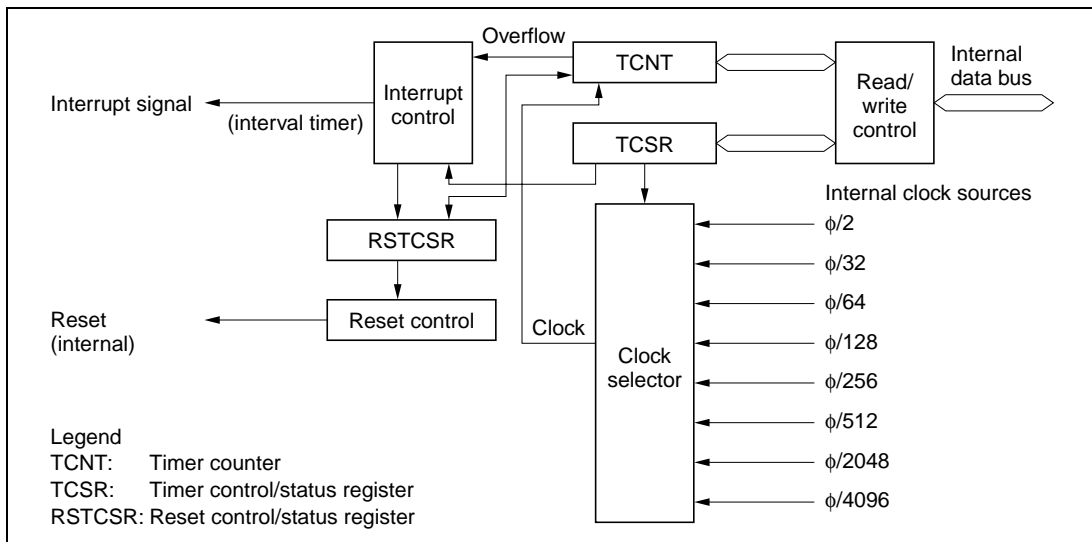 Overflow
TCNT
Internal
data bus
Read/
write
control
Interrupt
control
Interrupt signal
(interval timer)
TCSR
Internal clock sources
RSTCSR
ϕ/2
ϕ/32
ϕ/64
Reset control
Reset
(internal)
Clock
ϕ/128
Clock
selector
ϕ/256
ϕ/512
ϕ/2048
ϕ/4096
Legend
TCNT: Timer counter
TCSR: Timer control/status register
RSTCSR: Reset control/status register